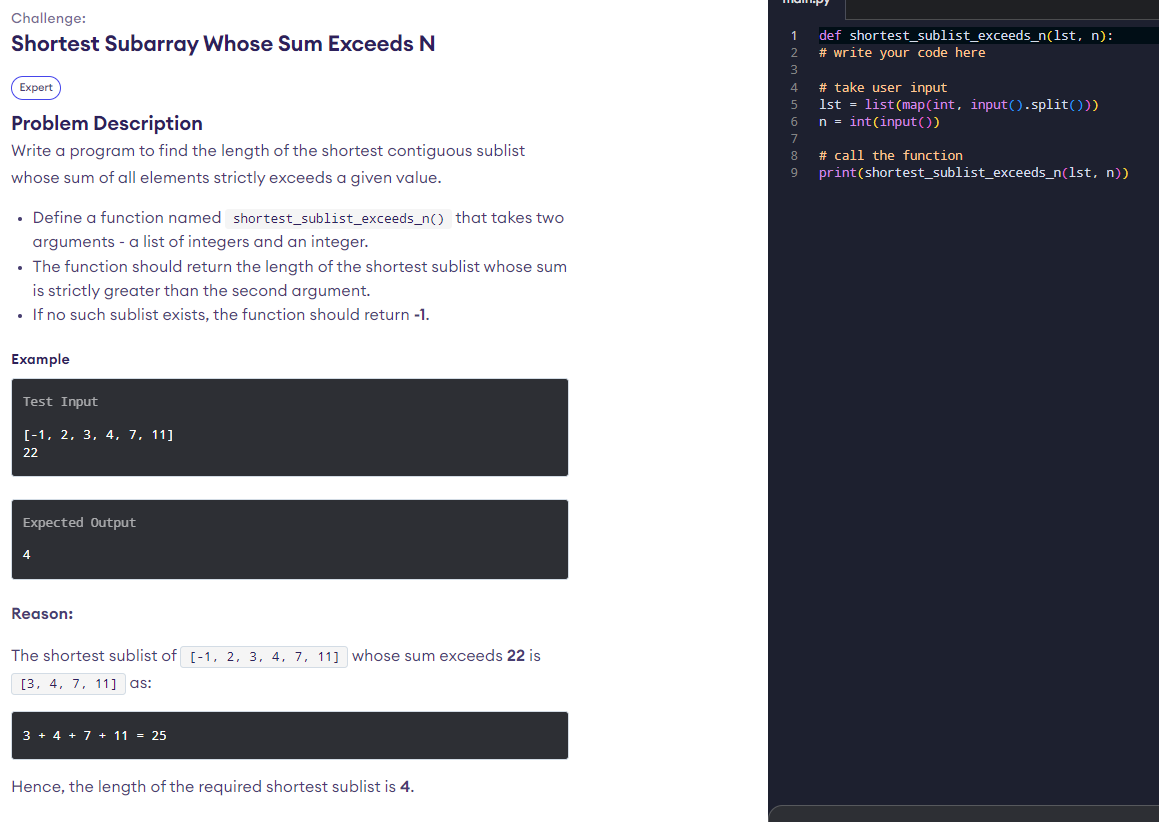 Challenge:
Shortest Subarray Whose Sum Exceeds N
Expert
Problem Description
Write a program to find the length of the shortest contiguous sublist
whose sum of all elements strictly exceeds a given value.
• Define a function named shortest_sublist_exceeds_n() that takes two
arguments - a list of integers and an integer.
• The function should return the length of the shortest sublist whose sum
is strictly greater than the second argument.
• If no such sublist exists, the function should return -1.
Example
Test Input
[-1, 2, 3, 4, 7, 11]
22
Expected Output
4
Reason:
The shortest sublist of [-1, 2, 3, 4, 7, 11] whose sum exceeds 22 is
[3, 4, 7, 11] as:
3 + 4 + 7 + 11 = 25
Hence, the length of the required shortest sublist is 4.
main.py
1 def shortest_sublist_exceeds_n(lst, n):
2 # write your code here
3
4 # take user input
5 lst = list(map(int, input().split()))
6 n = int(input())
7
8 # call the function
9 print(shortest_sublist_exceeds_n(lst, n))